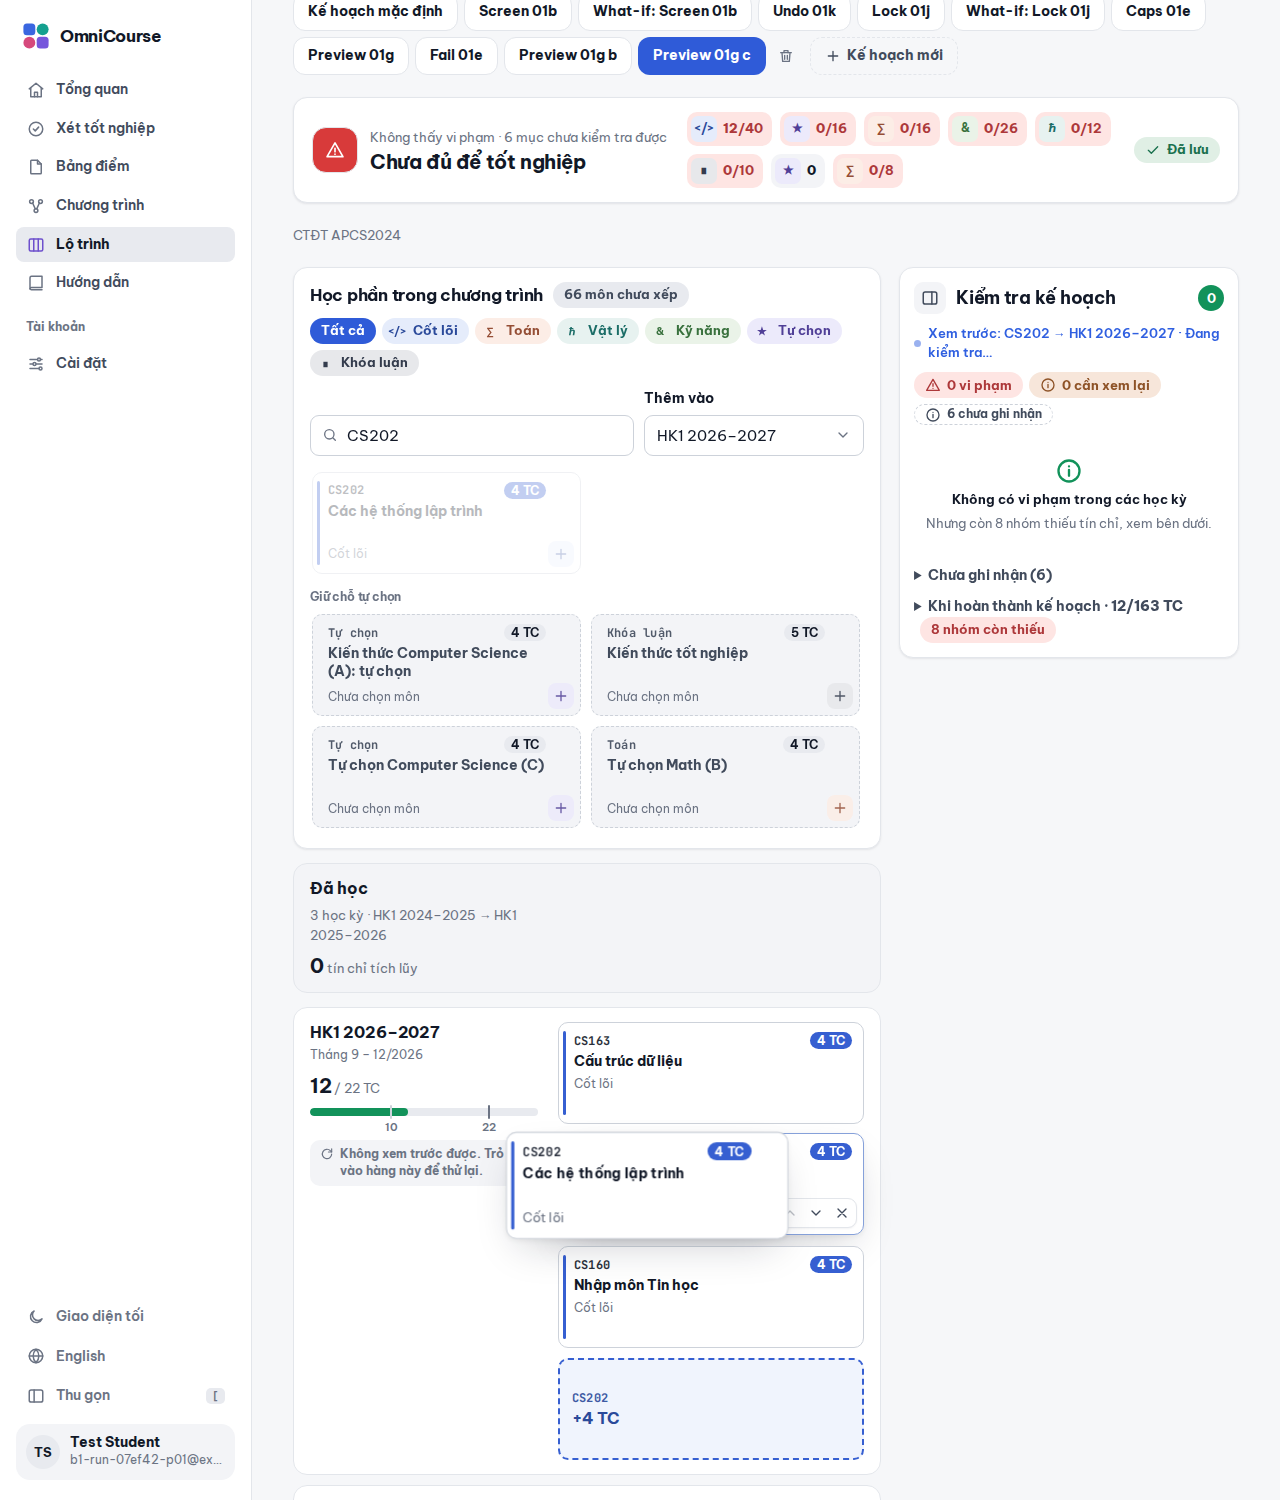 OmniCourse
Tổng quan
Xét tốt nghiệp
Bảng điểm
Chương trình
Lộ trình
Hướng dẫn
Tài khoản
Cài đặt
Giao diện tối
English
Thu gọn [
TS Test Student
b1-run-07ef42-p01@ex...
Kế hoạch mặc định Screen 01b What-if: Screen 01b Undo 01k Lock 01j What-if: Lock 01j Caps 01e
Preview 01g Fail 01e Preview 01g b Preview 01g c + Kế hoạch mới
Không thấy vi phạm · 6 mục chưa kiểm tra được
Chưa đủ để tốt nghiệp
</> 12/40 ★ 0/16 ∑ 0/16 & 0/26 ℏ 0/12
∎ 0/10 ★ 0 ∑ 0/8
Đã lưu
CTĐT APCS2024
Học phần trong chương trình 66 môn chưa xếp
Tất cả </> Cốt lõi ∑ Toán ℏ Vật lý & Kỹ năng ★ Tự chọn
∎ Khóa luận
Thêm vào
CS202 HK1 2026–2027
CS202 4 TC
Các hệ thống lập trình
Cốt lõi +
Giữ chỗ tự chọn
Tự chọn 4 TC
Kiến thức Computer Science
(A): tự chọn
Chưa chọn môn +
Khóa luận 5 TC
Kiến thức tốt nghiệp
Chưa chọn môn +
Tự chọn 4 TC
Tự chọn Computer Science (C)
Chưa chọn môn +
Toán 4 TC
Tự chọn Math (B)
Chưa chọn môn +
Đã học
3 học kỳ · HK1 2024–2025 → HK1
2025–2026
0 tín chỉ tích lũy
HK1 2026–2027
Tháng 9 – 12/2026
12 / 22 TC
10 22
Không xem trước được. Trỏ
vào hàng này để thử lại.
CS163 4 TC
Cấu trúc dữ liệu
Cốt lõi
4 TC
CS202 4 TC
Các hệ thống lập trình
Cốt lõi
CS160 4 TC
Nhập môn Tin học
Cốt lõi
CS202
+4 TC
Kiểm tra kế hoạch 0
Xem trước: CS202 → HK1 2026–2027 · Đang
kiểm tra…
0 vi phạm 0 cần xem lại
6 chưa ghi nhận
Không có vi phạm trong các học kỳ
Nhưng còn 8 nhóm thiếu tín chỉ, xem bên dưới.
Chưa ghi nhận (6)
Khi hoàn thành kế hoạch · 12/163 TC
8 nhóm còn thiếu